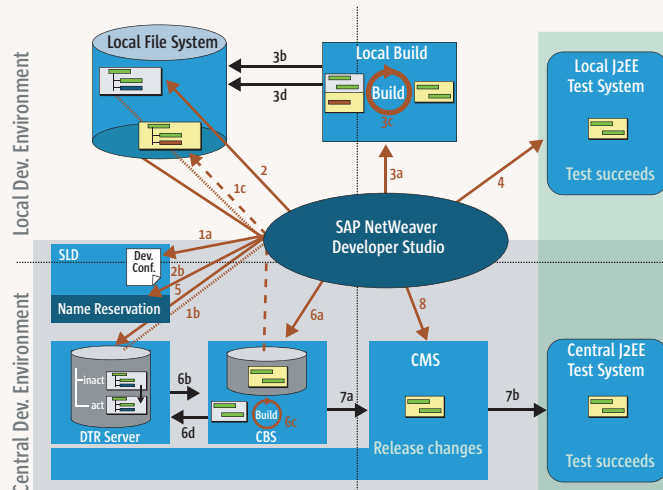 Local Dev. Environment
Local File System
3b
3d
Local Build
Build
3c
Local J2EE
Test System
Test succeeds
2
1c
3a
4
SAP NetWeaver
Developer Studio
1a
SLD
Dev.
Conf.
2b
5
Name Reservation
1b
6a
8
Central Dev. Environment
inact
act
DTR Server
6b
6d
Build
6c
CBS
7a
CMS
Release changes
7b
Central J2EE
Test System
Test succeeds